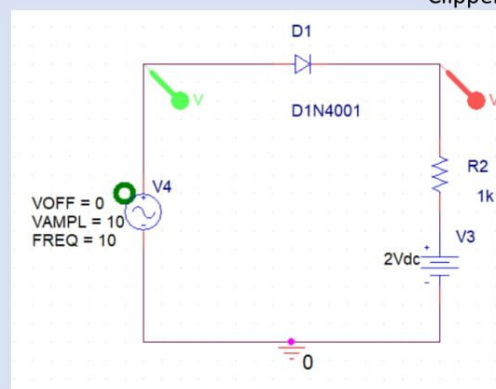 D1
V
D1N4001
V4
VOFF = 0
VAMPL = 10
FREQ = 10
R2
1k
V3
2Vdc
0